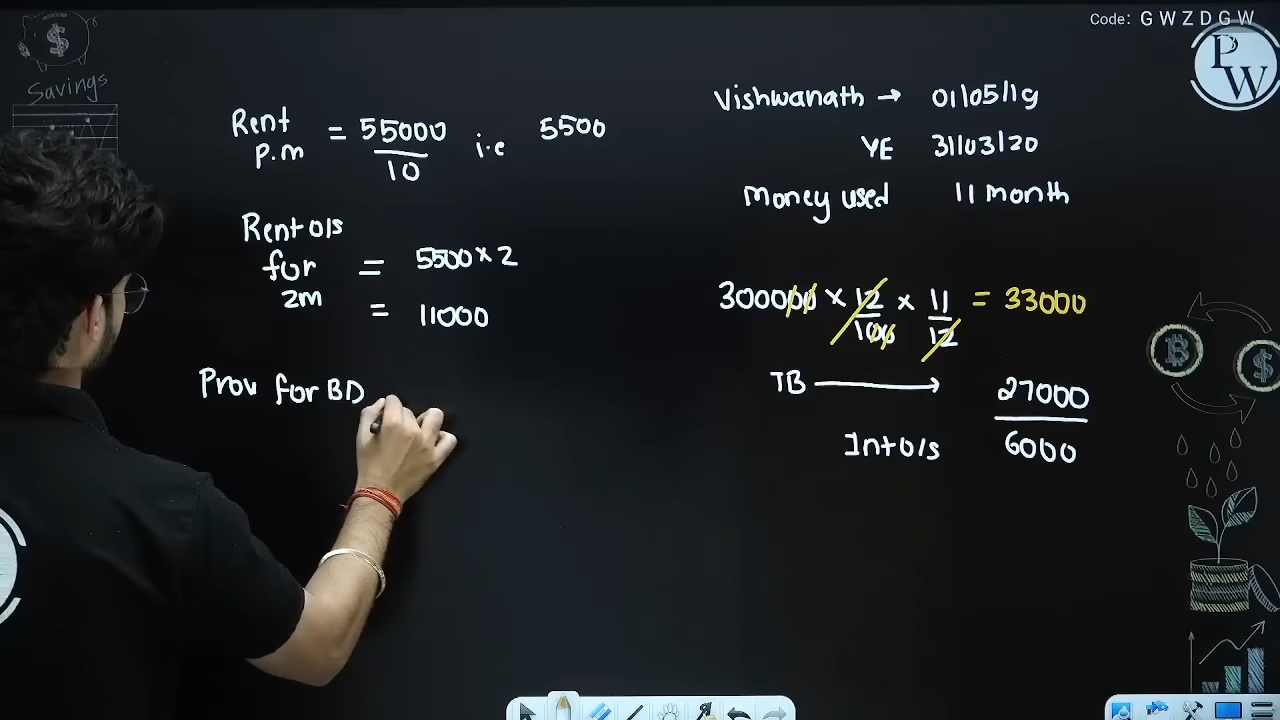 Code: G W Z D G W
PW
Savings
Rent
p.m = 55000 / 10 i.e 5500
Rent o/s
for = 5500 × 2
2m
= 11000
Prov for BD
Vishwanath → 01/05/19
YE 31/03/20
Money used 11 month
300000 × 12/100 × 11/12 = 33000
TB → 27000
Int o/s 6000